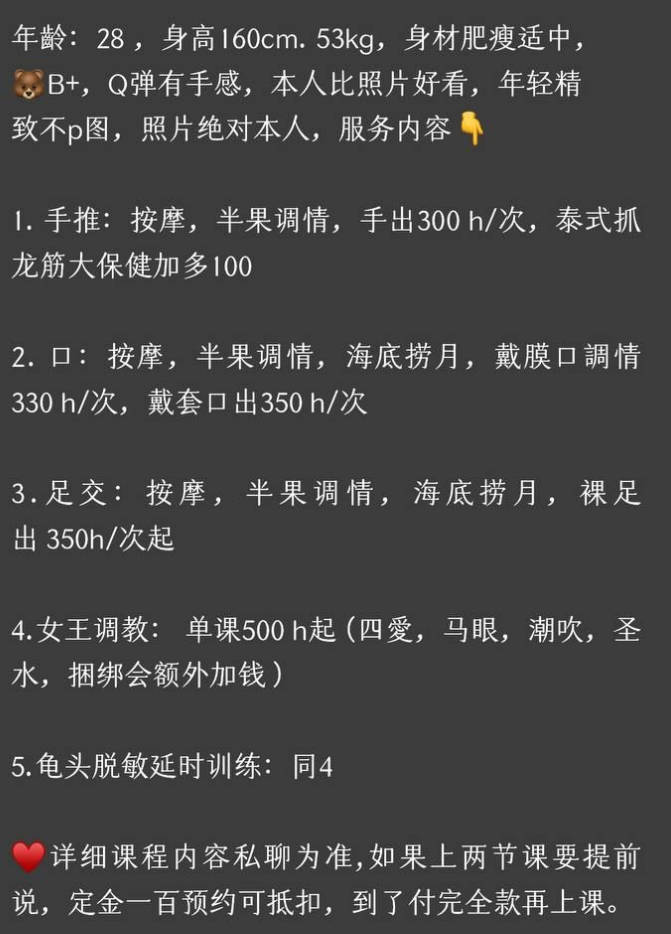 年龄：28，身高160cm. 53kg，身材肥瘦适中，
🐻B+，Q弹有手感，本人比照片好看，年轻精
致不p图，照片绝对本人，服务内容👇
1. 手推：按摩，半果调情，手出300 h/次，泰式抓
龙筋大保健加多100
2. 口：按摩，半果调情，海底捞月，戴膜口調情
330 h/次，戴套口出350 h/次
3.足交：按摩，半果调情，海底捞月，裸足
出 350h/次起
4.女王调教： 单课500 h起(四愛，马眼，潮吹，圣
水，捆绑会额外加钱)
5.龟头脱敏延时训练：同4
♥️详细课程内容私聊为准,如果上两节课要提前
说，定金一百预约可抵扣，到了付完全款再上课。